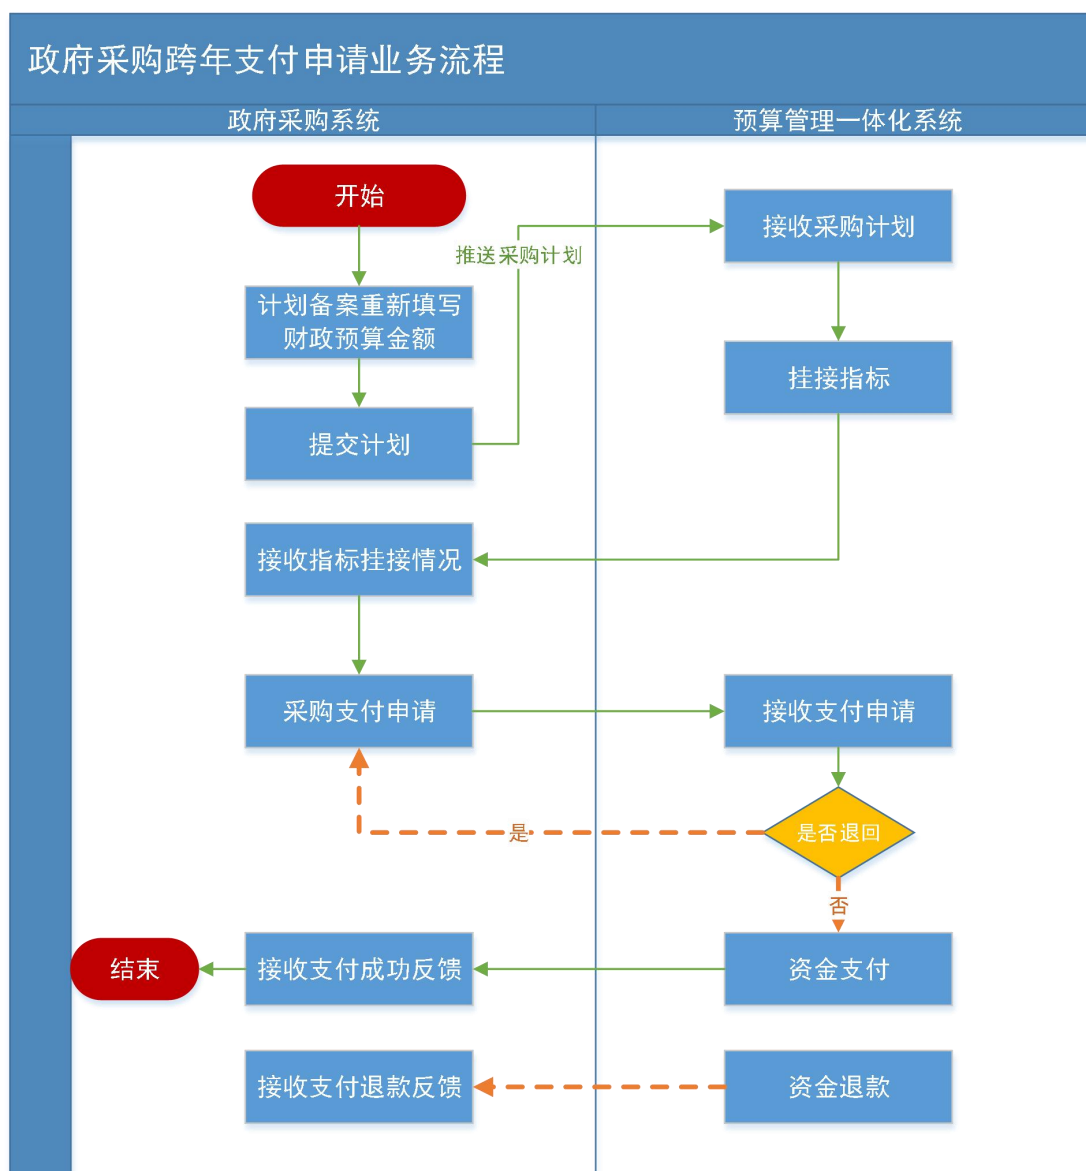 政府采购跨年支付申请业务流程
政府采购系统
预算管理一体化系统
开始
接收采购计划
推送采购计划
计划备案重新填写
财政预算金额
挂接指标
提交计划
接收指标挂接情况
采购支付申请
接收支付申请
是
是否退回
否
结束
接收支付成功反馈
资金支付
接收支付退款反馈
资金退款